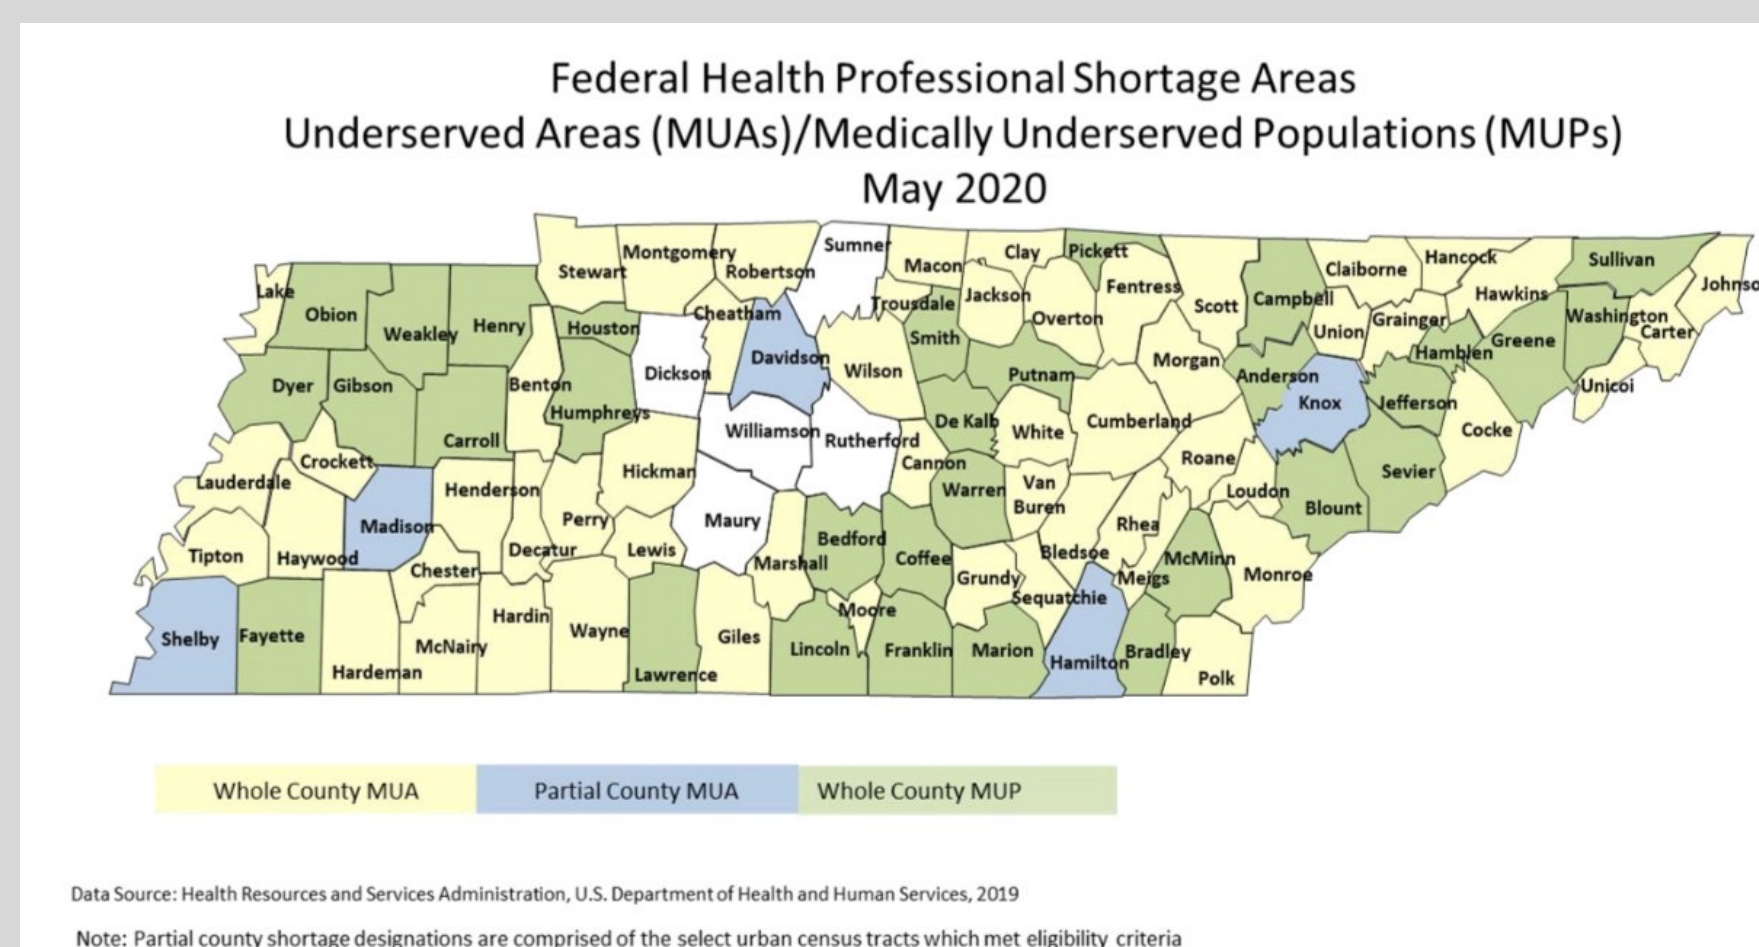 Federal Health Professional Shortage Areas
Underserved Areas (MUAs)/Medically Underserved Populations (MUPs)
May 2020
Sumner
Montgomery
Clay
Pickett
Hancock
Sullivan
Stewart
Robertson
Macon
Claiborne
Lake
Trousdale
Jackson
Fentress
Scott
Campbell
Hawkins
Johnso
Obion
Weakley
Henry
Houston
Cheatham
Overton
Union
Grainger
Washington
Carter
Smith
Greene
Hamblen
Davidson
Morgan
Dyer
Gibson
Benton
Dickson
Wilson
Putnam
Anderson
Unicoi
Knox
Jefferson
Humphreys
Carroll
Williamson
Rutherford
De Kalb
White
Cumberland
Cocke
Crockett
Hickman
Cannon
Roane
Sevier
Lauderdale
Henderson
Warren
Van
Buren
Loudon
Blount
Madison
Perry
Maury
Rhea
Tipton
Haywood
Decatur
Lewis
Bedford
Marshall
Coffee
Bledsoe
McMinn
Chester
Grundy
Meigs
Monroe
Sequatchie
Moore
Shelby
Fayette
Hardin
Wayne
Giles
McNairy
Lincoln
Franklin
Marion
Hamilton
Bradley
Hardeman
Lawrence
Polk
Whole County MUA
Partial County MUA
Whole County MUP
Data Source: Health Resources and Services Administration, U.S. Department of Health and Human Services, 2019
Note: Partial county shortage designations are comprised of the select urban census tracts which met eligibility criteria